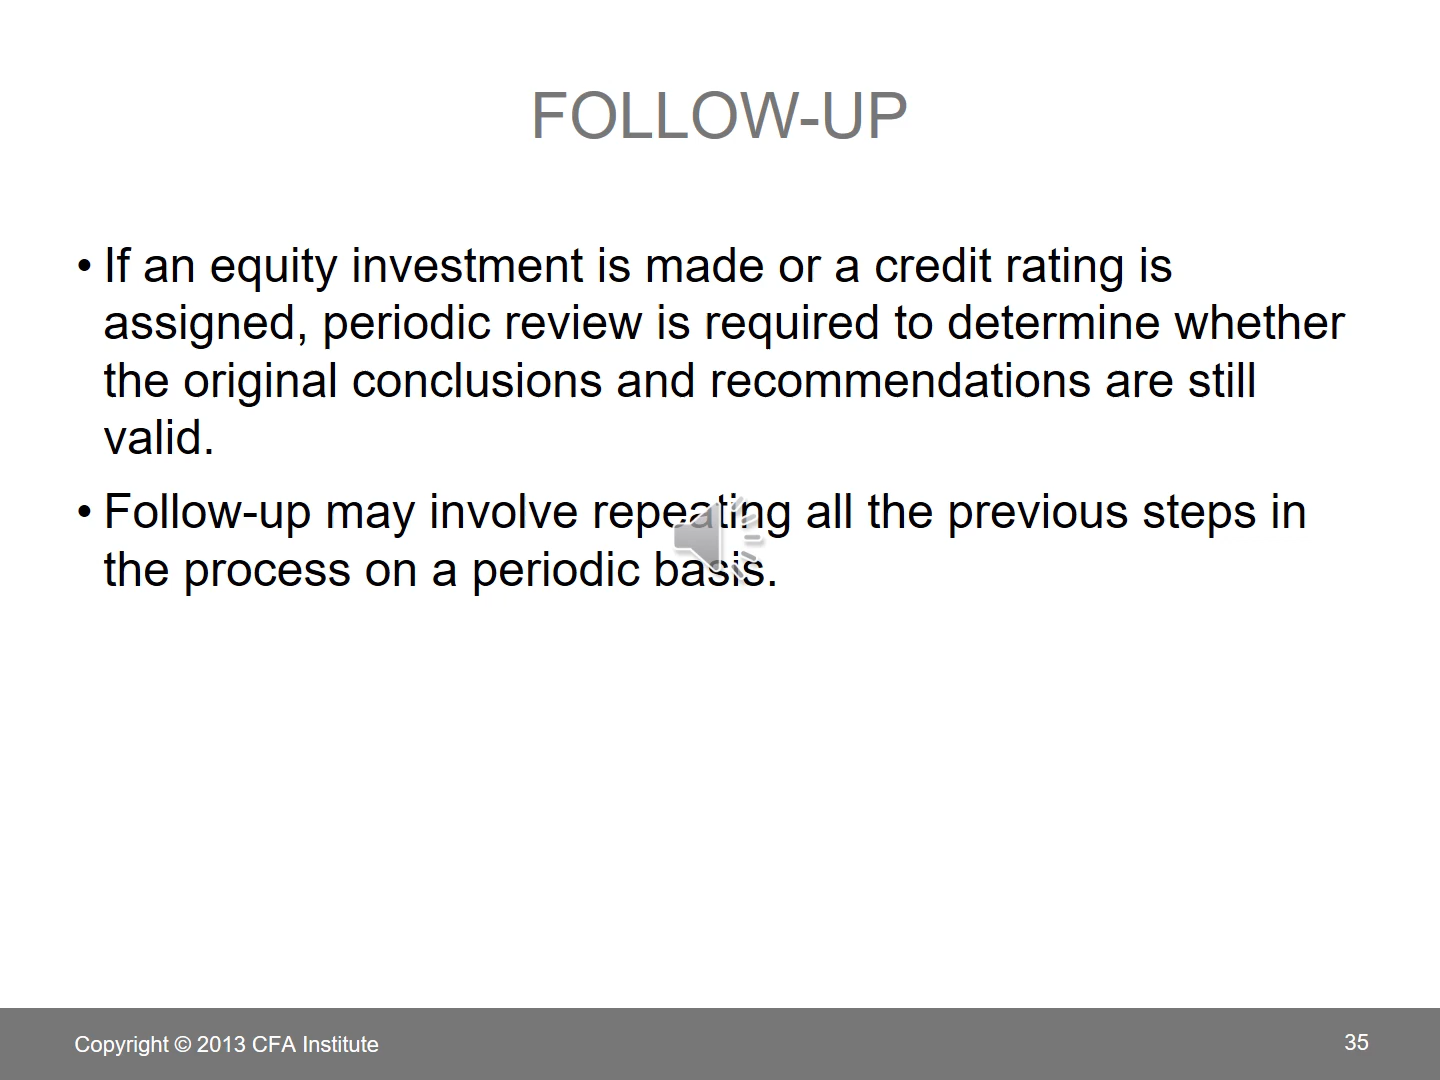 FOLLOW-UP
• If an equity investment is made or a credit rating is
assigned, periodic review is required to determine whether
the original conclusions and recommendations are still
valid.
• Follow-up may involve repeating all the previous steps in
the process on a periodic basis.
Copyright © 2013 CFA Institute
35